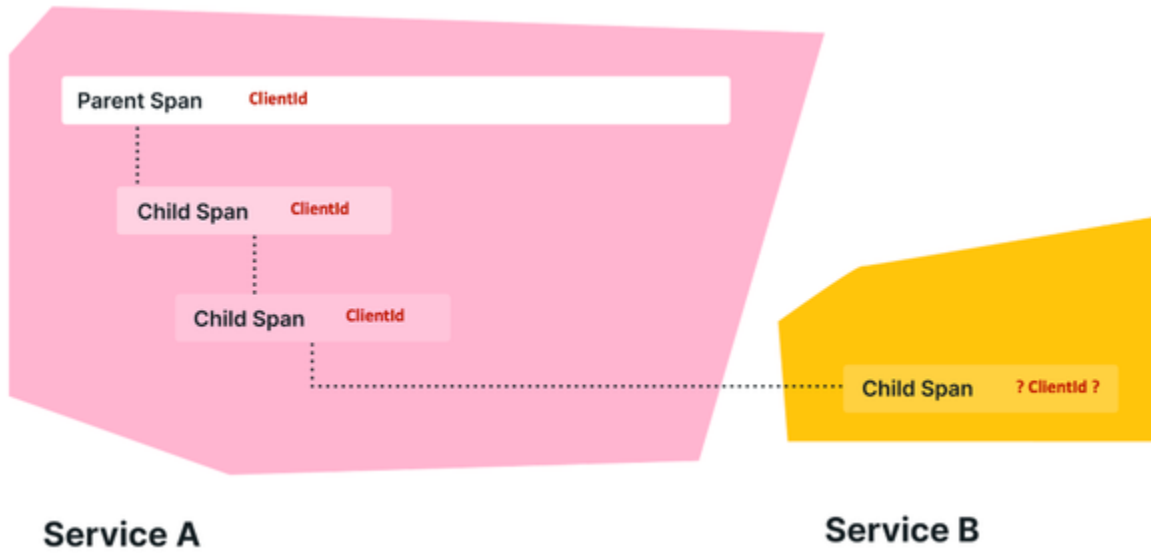 Parent Span ClientId
Child Span ClientId
Child Span ClientId
Child Span ? ClientId ?
Service A
Service B